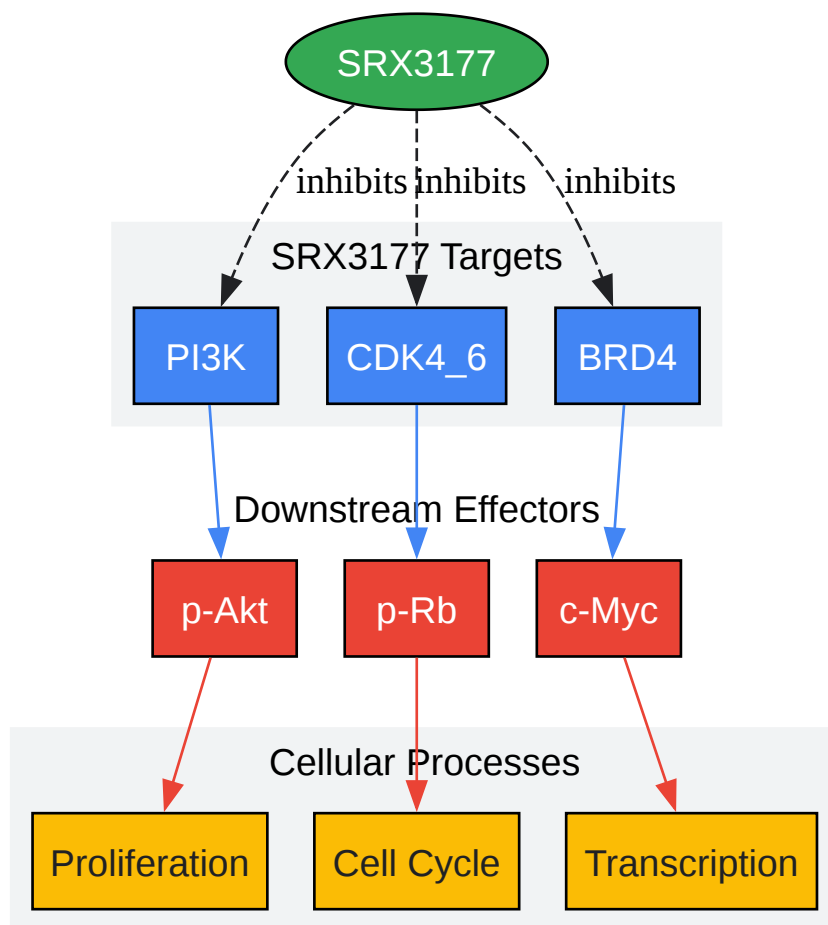 SRX3177
inhibits inhibits inhibits
SRX3177 Targets
PI3K CDK4_6 BRD4
Downstream Effectors
p-Akt p-Rb c-Myc
Cellular Processes
Proliferation Cell Cycle Transcription